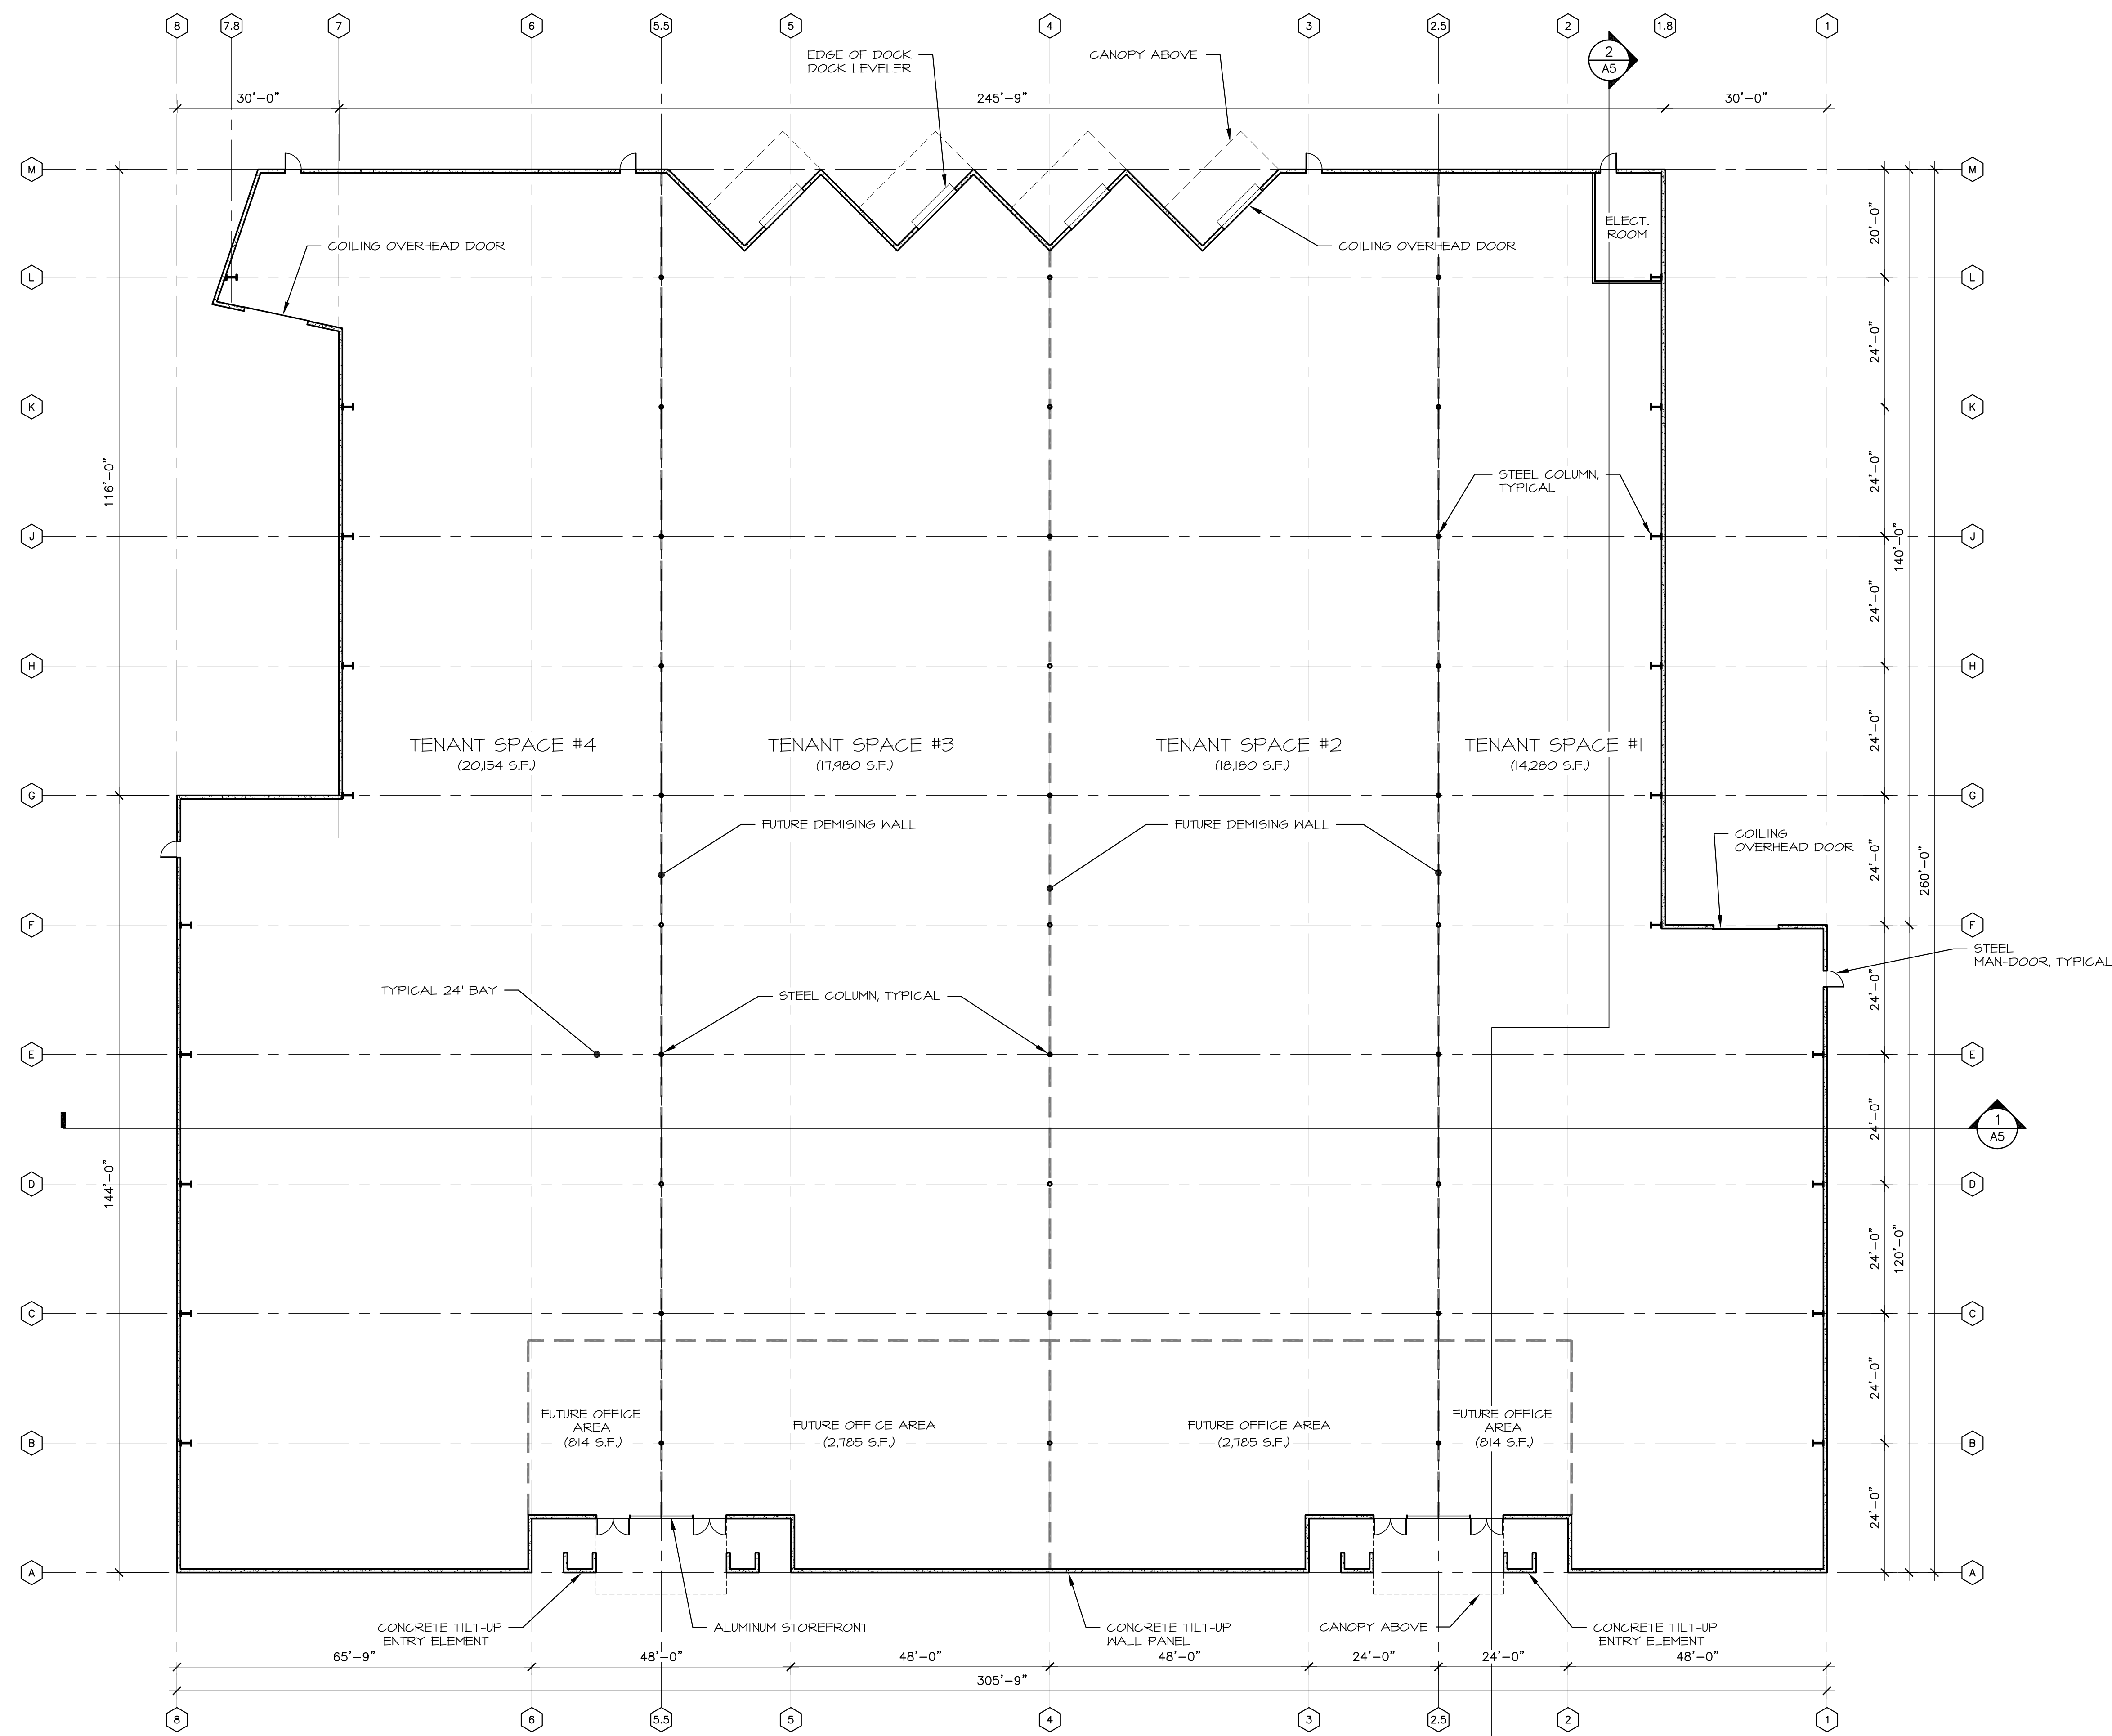 8 7.8 7 6 5.5 5 4 3 2.5 2 1.8 1
2
A5
EDGE OF DOCK
DOCK LEVELER
CANOPY ABOVE
30'-0" 245'-9" 30'-0"
M M
ELECT.
ROOM
20'-0"
COILING OVERHEAD DOOR
COILING OVERHEAD DOOR
L L
24'-0"
K K
116'-0"
STEEL COLUMN,
TYPICAL
24'-0"
J J
140'-0"
24'-0"
H H
24'-0"
TENANT SPACE #4
(20,154 S.F.)
TENANT SPACE #3
(17,980 S.F.)
TENANT SPACE #2
(18,180 S.F.)
TENANT SPACE #1
(14,280 S.F.)
G G
FUTURE DEMISING WALL
FUTURE DEMISING WALL
COILING
OVERHEAD DOOR
24'-0"
260'-0"
F F
STEEL
MAN-DOOR, TYPICAL
24'-0"
TYPICAL 24' BAY
STEEL COLUMN, TYPICAL
E E
24'-0"
1
A5
144'-0"
D D
24'-0"
120'-0"
C C
24'-0"
FUTURE OFFICE
AREA
(814 S.F.)
FUTURE OFFICE AREA
(2,785 S.F.)
FUTURE OFFICE AREA
(2,785 S.F.)
FUTURE OFFICE
AREA
(814 S.F.)
B B
24'-0"
A A
CONCRETE TILT-UP
ENTRY ELEMENT
ALUMINUM STOREFRONT
CONCRETE TILT-UP
WALL PANEL
CANOPY ABOVE
CONCRETE TILT-UP
ENTRY ELEMENT
65'-9" 48'-0" 48'-0" 48'-0" 24'-0" 24'-0" 48'-0"
305'-9"
8 6 5.5 5 4 3 2.5 2 1